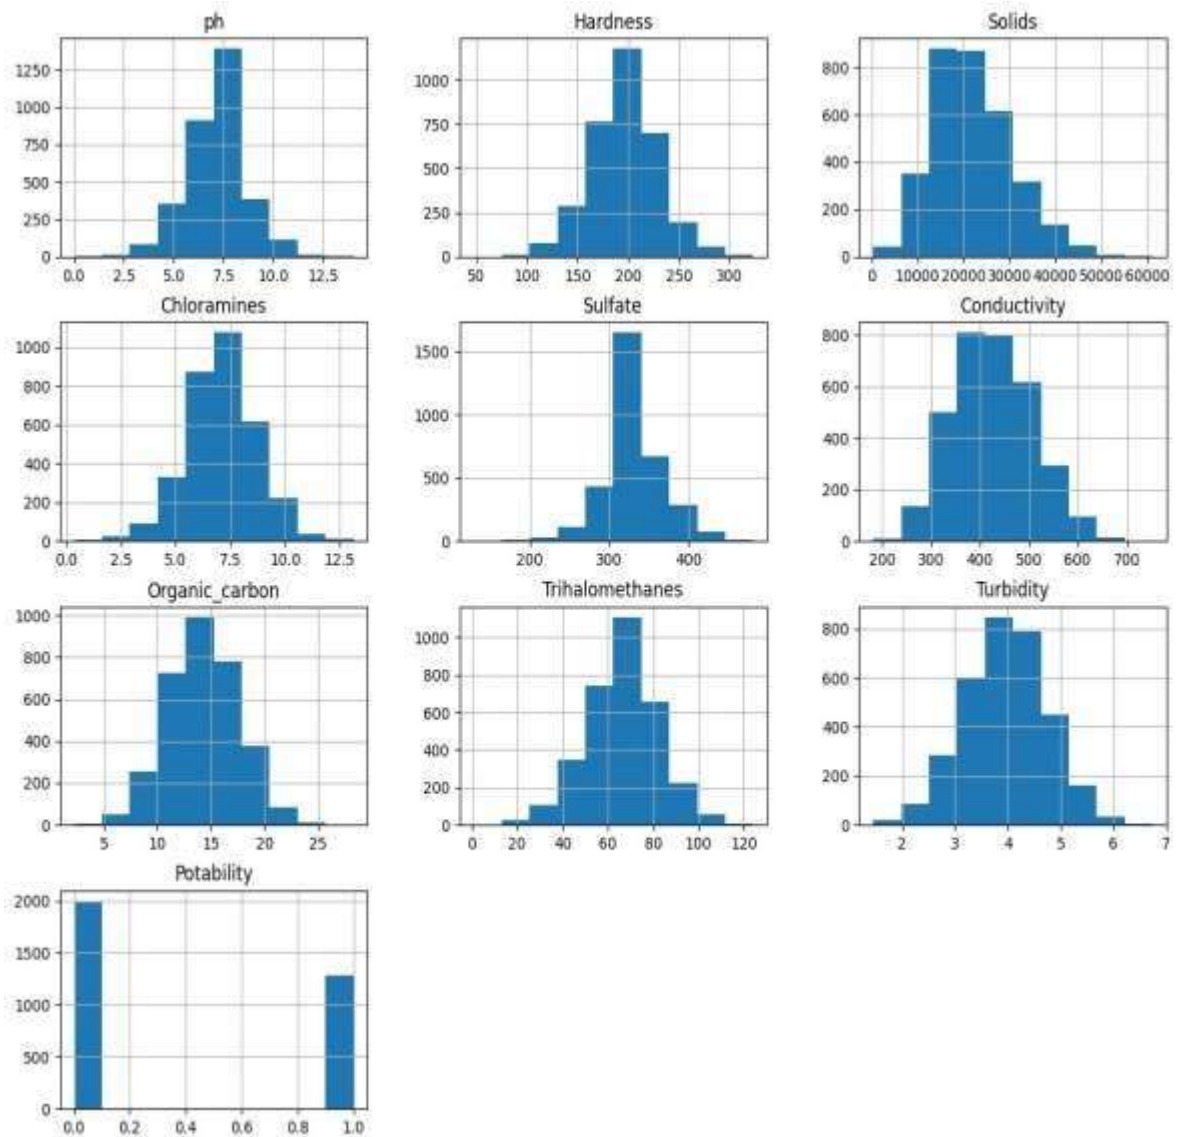 ph
1250
1000
750
500
250
0
0.0 2.5 5.0 7.5 10.0 12.5
Hardness
1000
750
500
250
0
50 100 150 200 250 300
Solids
800
600
400
200
0
0 10000 20000 30000 40000 50000 60000
Chloramines
1000
800
600
400
200
0
0.0 2.5 5.0 7.5 10.0 12.5
Sulfate
1500
1000
500
0
200 300 400
Conductivity
800
600
400
200
0
200 300 400 500 600 700
Organic_carbon
1000
800
600
400
200
0
5 10 15 20 25
Trihalomethanes
1000
800
600
400
200
0
0 20 40 60 80 100 120
Turbidity
800
600
400
200
0
2 3 4 5 6 7
Potability
2000
1500
1000
500
0
0.0 0.2 0.4 0.6 0.8 1.0